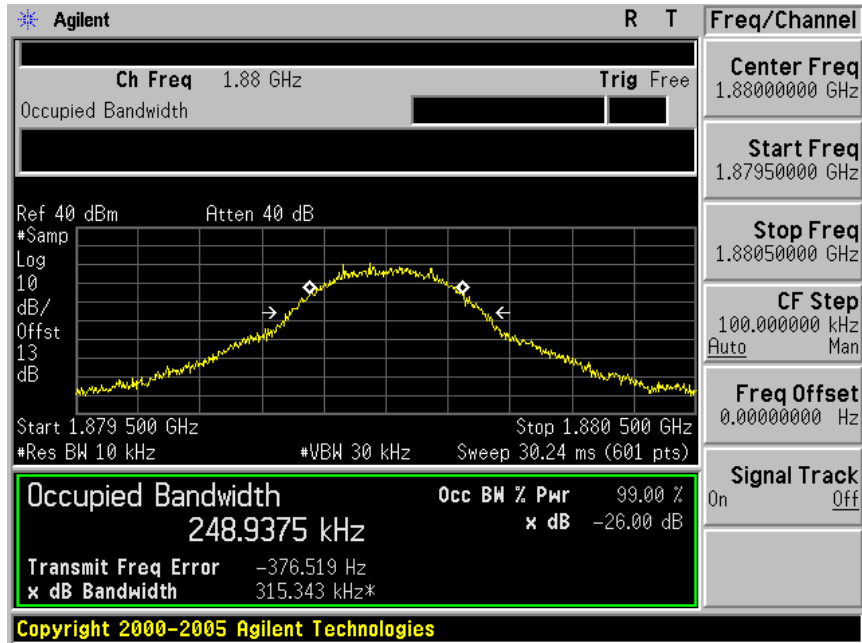 Agilent R T
Ch Freq 1.88 GHz Trig Free
Occupied Bandwidth
Ref 40 dBm Atten 40 dB
#Samp
Log
10
dB/
Offst
13
dB
Start 1.879 500 GHz Stop 1.880 500 GHz
#Res BW 10 kHz #VBW 30 kHz Sweep 30.24 ms (601 pts)
Occupied Bandwidth
248.9375 kHz
Occ BW % Pwr 99.00 %
x dB -26.00 dB
Transmit Freq Error -376.519 Hz
x dB Bandwidth 315.343 kHz*
Copyright 2000-2005 Agilent Technologies
Freq/Channel
Center Freq
1.88000000 GHz
Start Freq
1.87950000 GHz
Stop Freq
1.88050000 GHz
CF Step
100.000000 kHz
Auto Man
Freq Offset
0.00000000 Hz
Signal Track
On Off